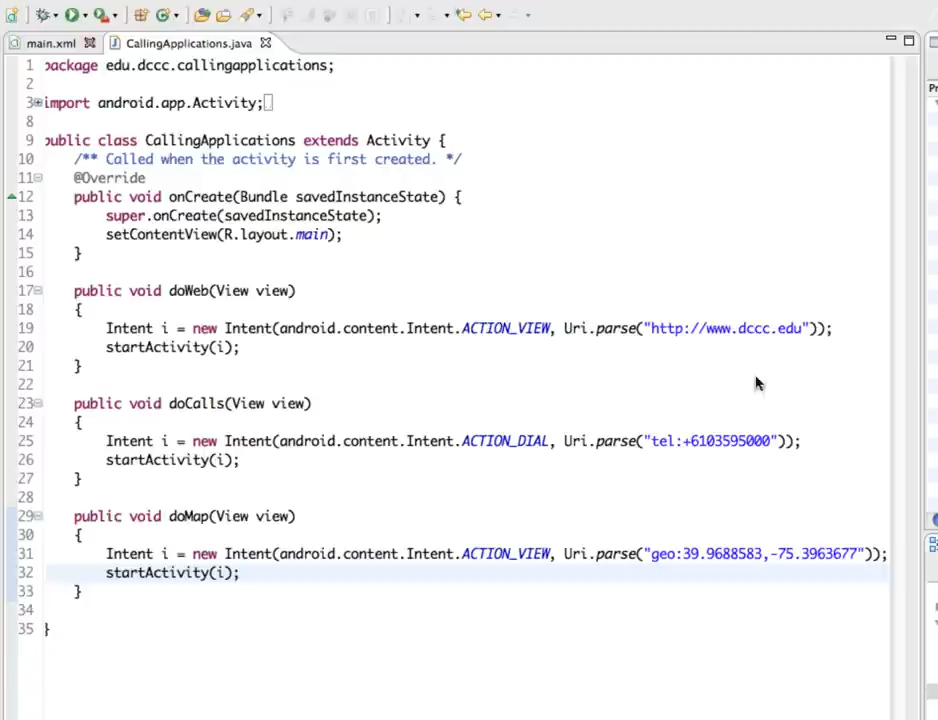 main.xml CallingApplications.java
1 package edu.dccc.callingapplications;
2
3 import android.app.Activity;
8
9 public class CallingApplications extends Activity {
10 /** Called when the activity is first created. */
11 @Override
12 public void onCreate(Bundle savedInstanceState) {
13 super.onCreate(savedInstanceState);
14 setContentView(R.layout.main);
15 }
16
17 public void doWeb(View view)
18 {
19 Intent i = new Intent(android.content.Intent.ACTION_VIEW, Uri.parse("http://www.dccc.edu"));
20 startActivity(i);
21 }
22
23 public void doCalls(View view)
24 {
25 Intent i = new Intent(android.content.Intent.ACTION_DIAL, Uri.parse("tel:+6103595000"));
26 startActivity(i);
27 }
28
29 public void doMap(View view)
30 {
31 Intent i = new Intent(android.content.Intent.ACTION_VIEW, Uri.parse("geo:39.9688583,-75.3963677"));
32 startActivity(i);
33 }
34
35 }